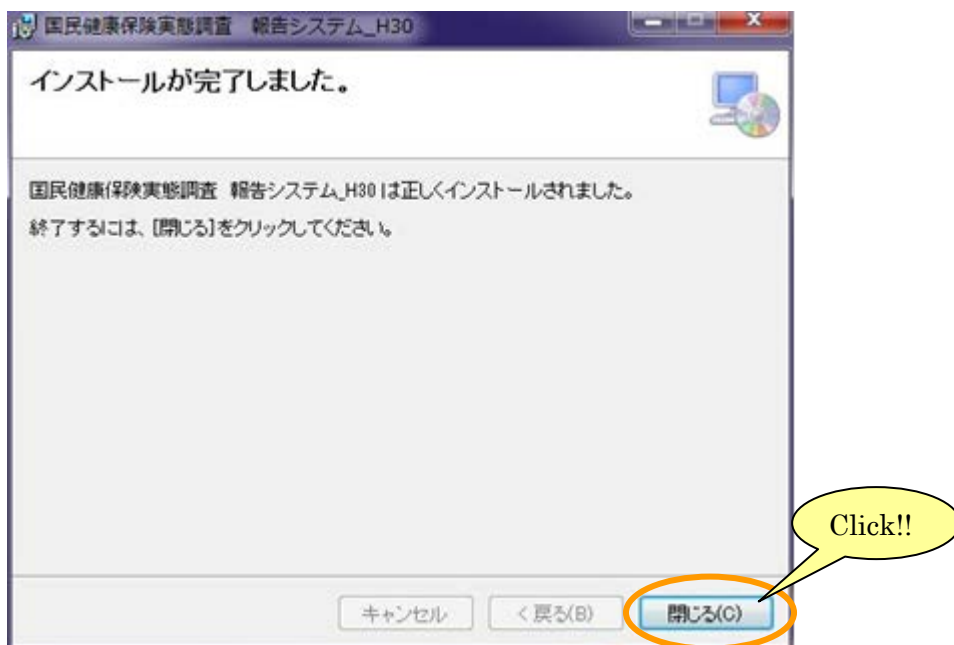 国民健康保険実態調査　報告システム_H30
インストールが完了しました。
国民健康保険実態調査　報告システム_H30 は正しくインストールされました。
終了するには、[閉じる]をクリックしてください。
Click!!
キャンセル
< 戻る(B)
閉じる(C)